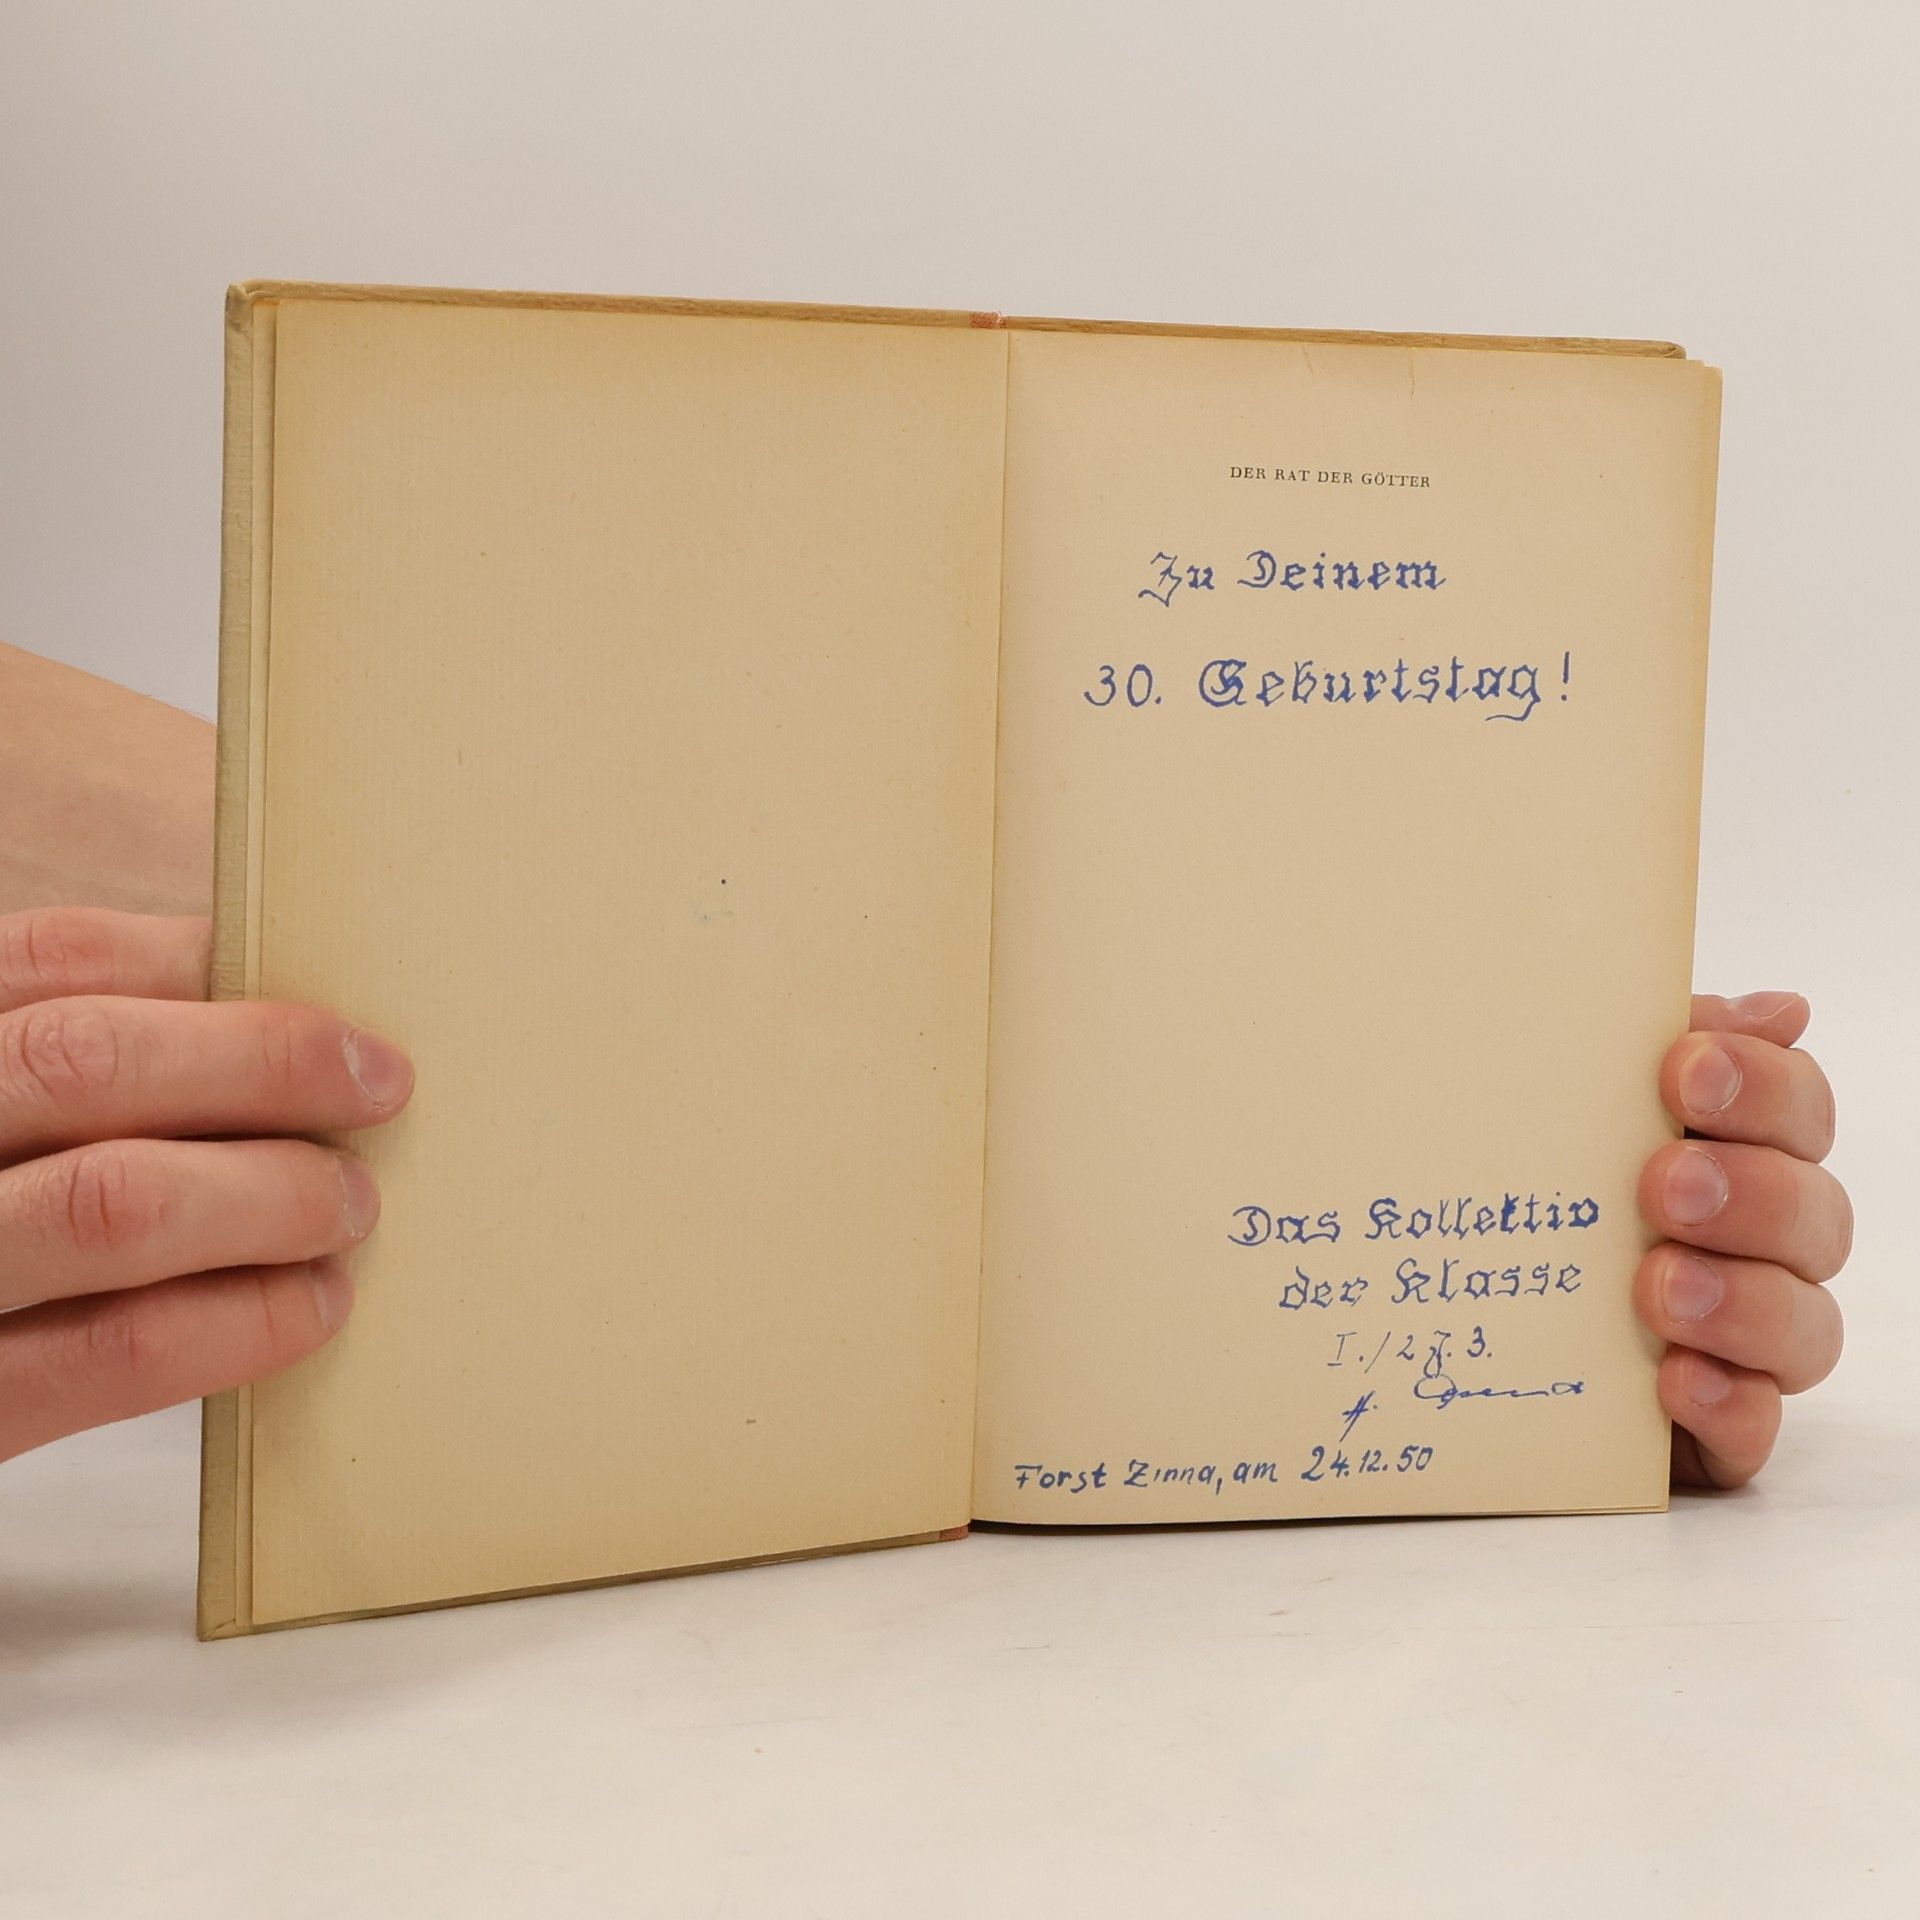 DER RAT DER GÖTTER
Zu Deinem
30. Geburtstag!
Das Kollektiv
der Klasse
I./2 J. 3.
H.
Forst Zinna, am 24.12.50